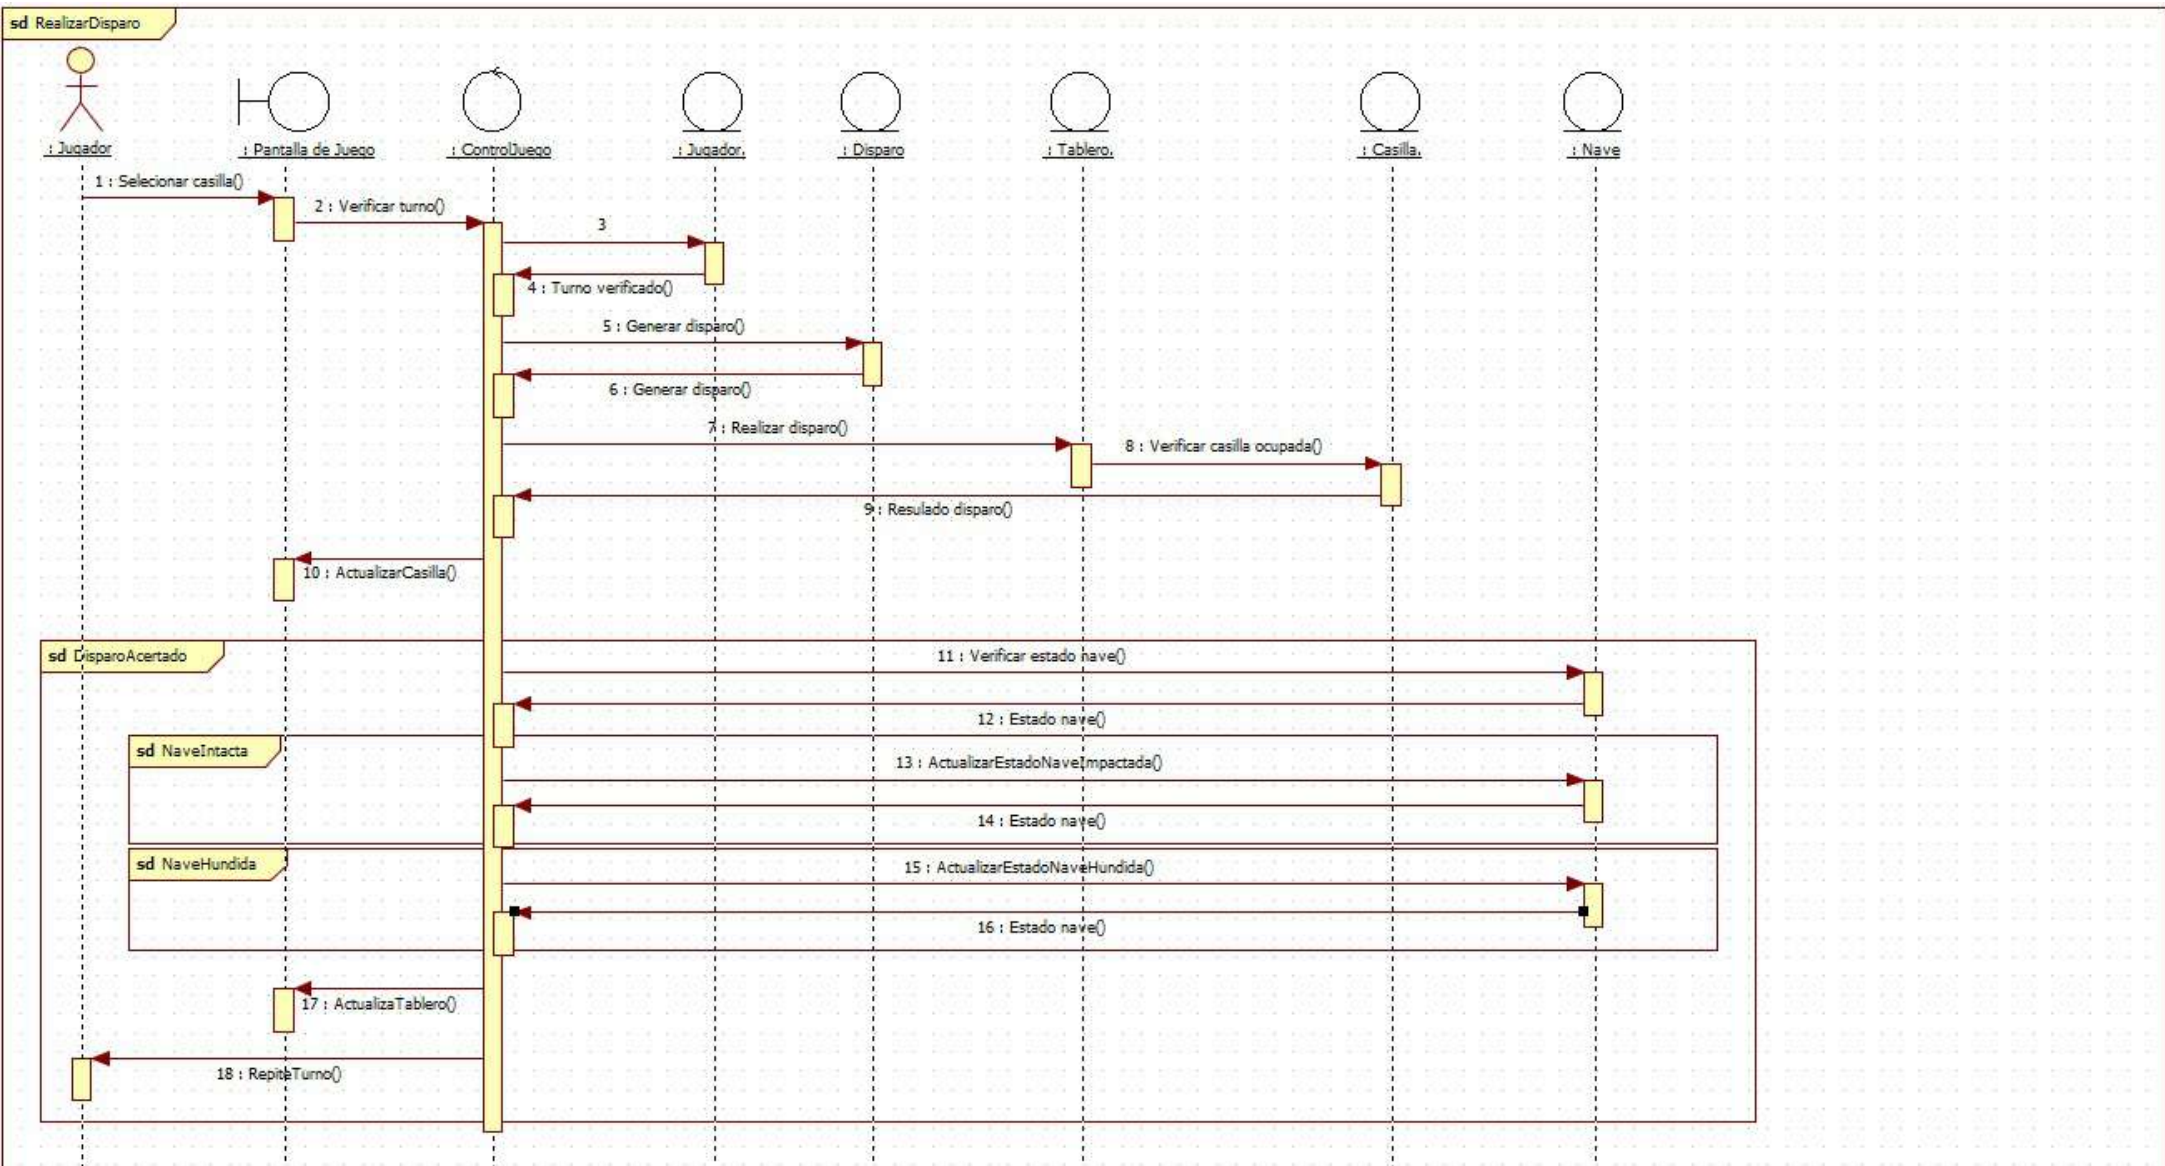 sd RealizarDisparo
: Jugador
: Pantalla de Juego
: ControlJuego
: Jugador.
: Disparo
: Tablero.
: Casilla.
: Nave
1 : Selecionar casilla()
2 : Verificar turno()
3
4 : Turno verificado()
5 : Generar disparo()
6 : Generar disparo()
7 : Realizar disparo()
8 : Verificar casilla ocupada()
9 : Resulado disparo()
10 : ActualizarCasilla()
sd DisparoAcertado
11 : Verificar estado nave()
12 : Estado nave()
sd NaveIntacta
13 : ActualizarEstadoNaveImpactada()
14 : Estado nave()
sd NaveHundida
15 : ActualizarEstadoNaveHundida()
16 : Estado nave()
17 : ActualizaTablero()
18 : RepiteTurno()